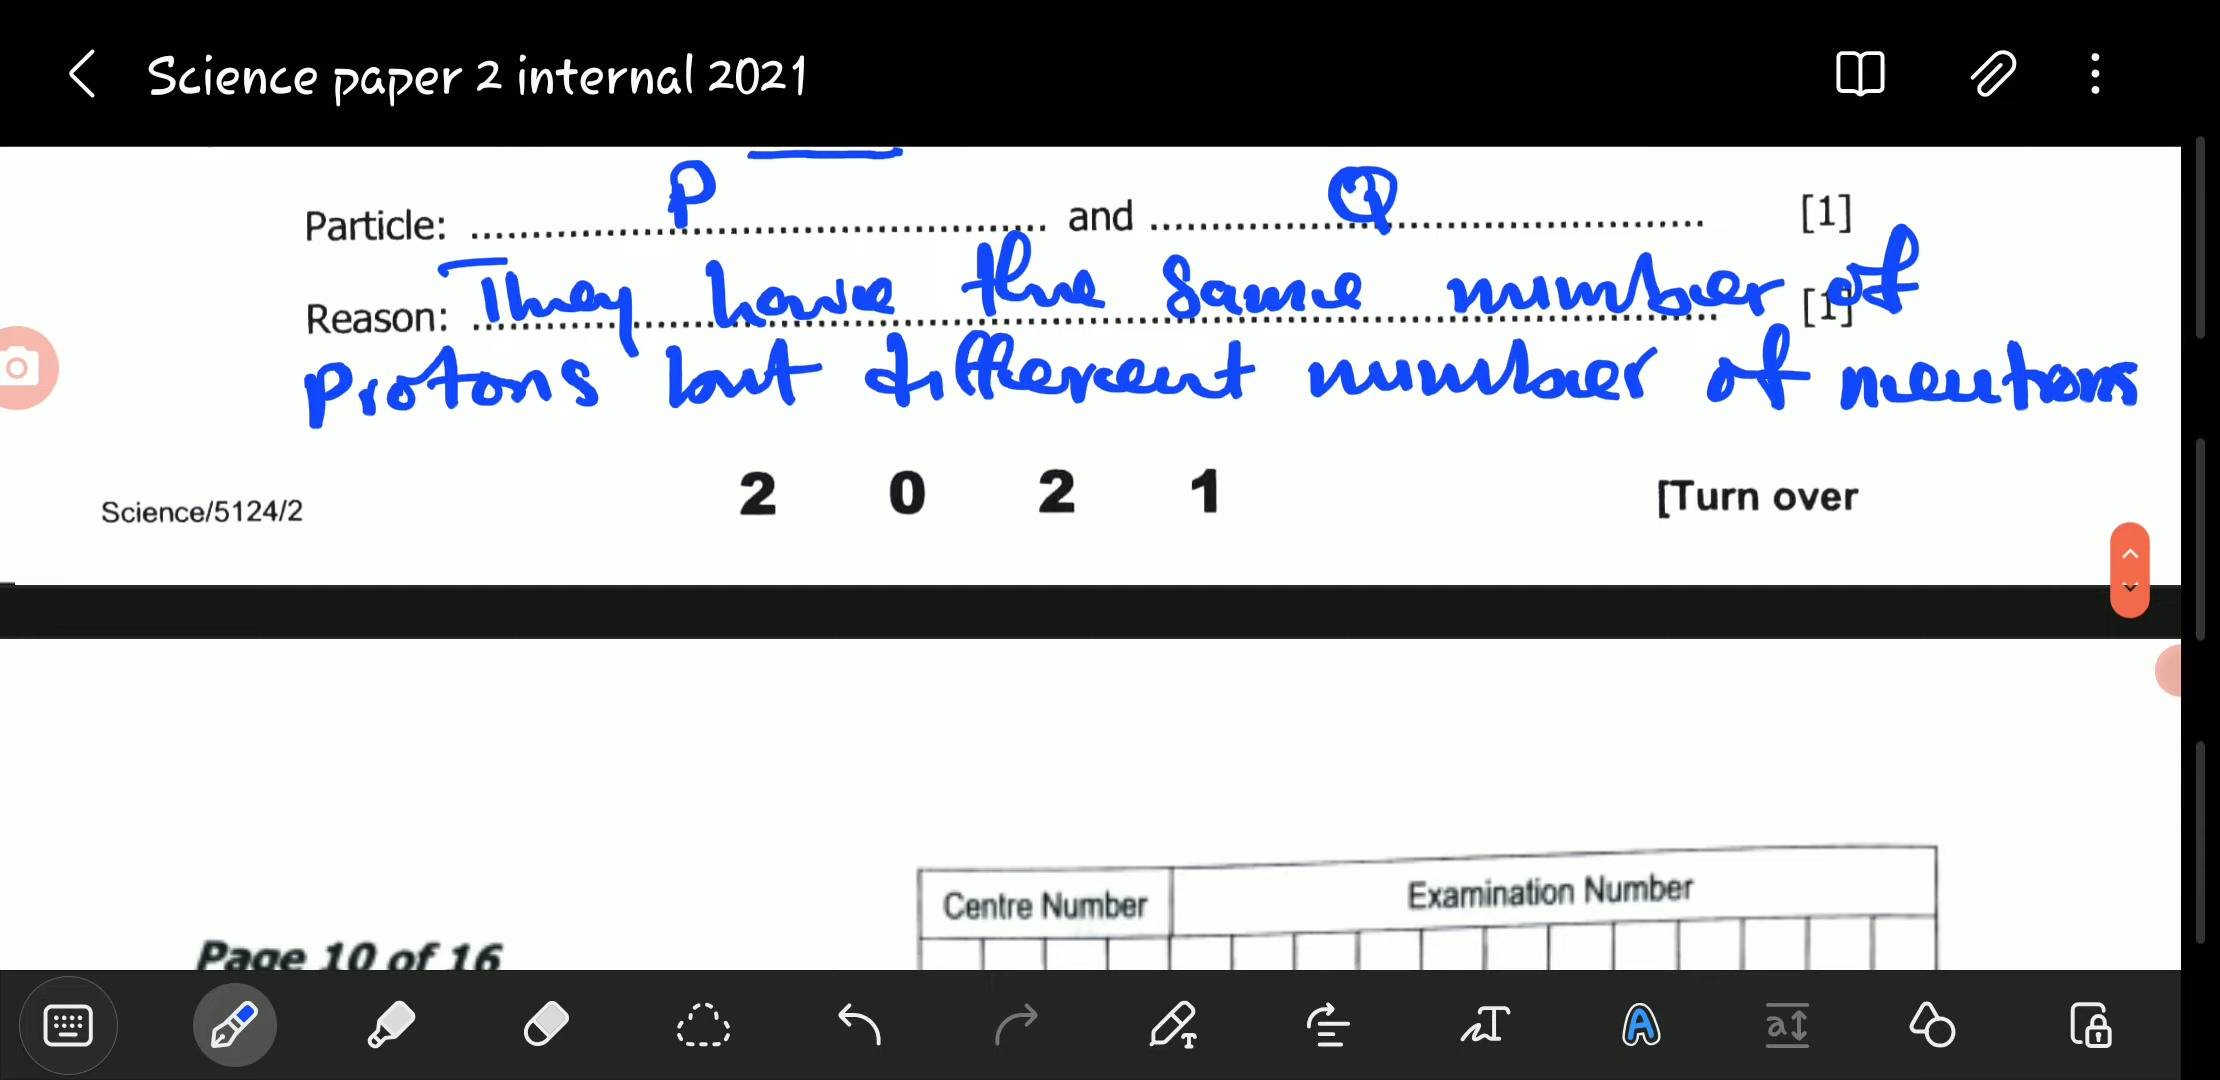 Science paper 2 internal 2021
Particle: P and Q [1]
Reason: They have the same number of [1]
protons but different number of neutrons
Science/5124/2 2 0 2 1 [Turn over
Centre Number Examination Number
Page 10 of 16